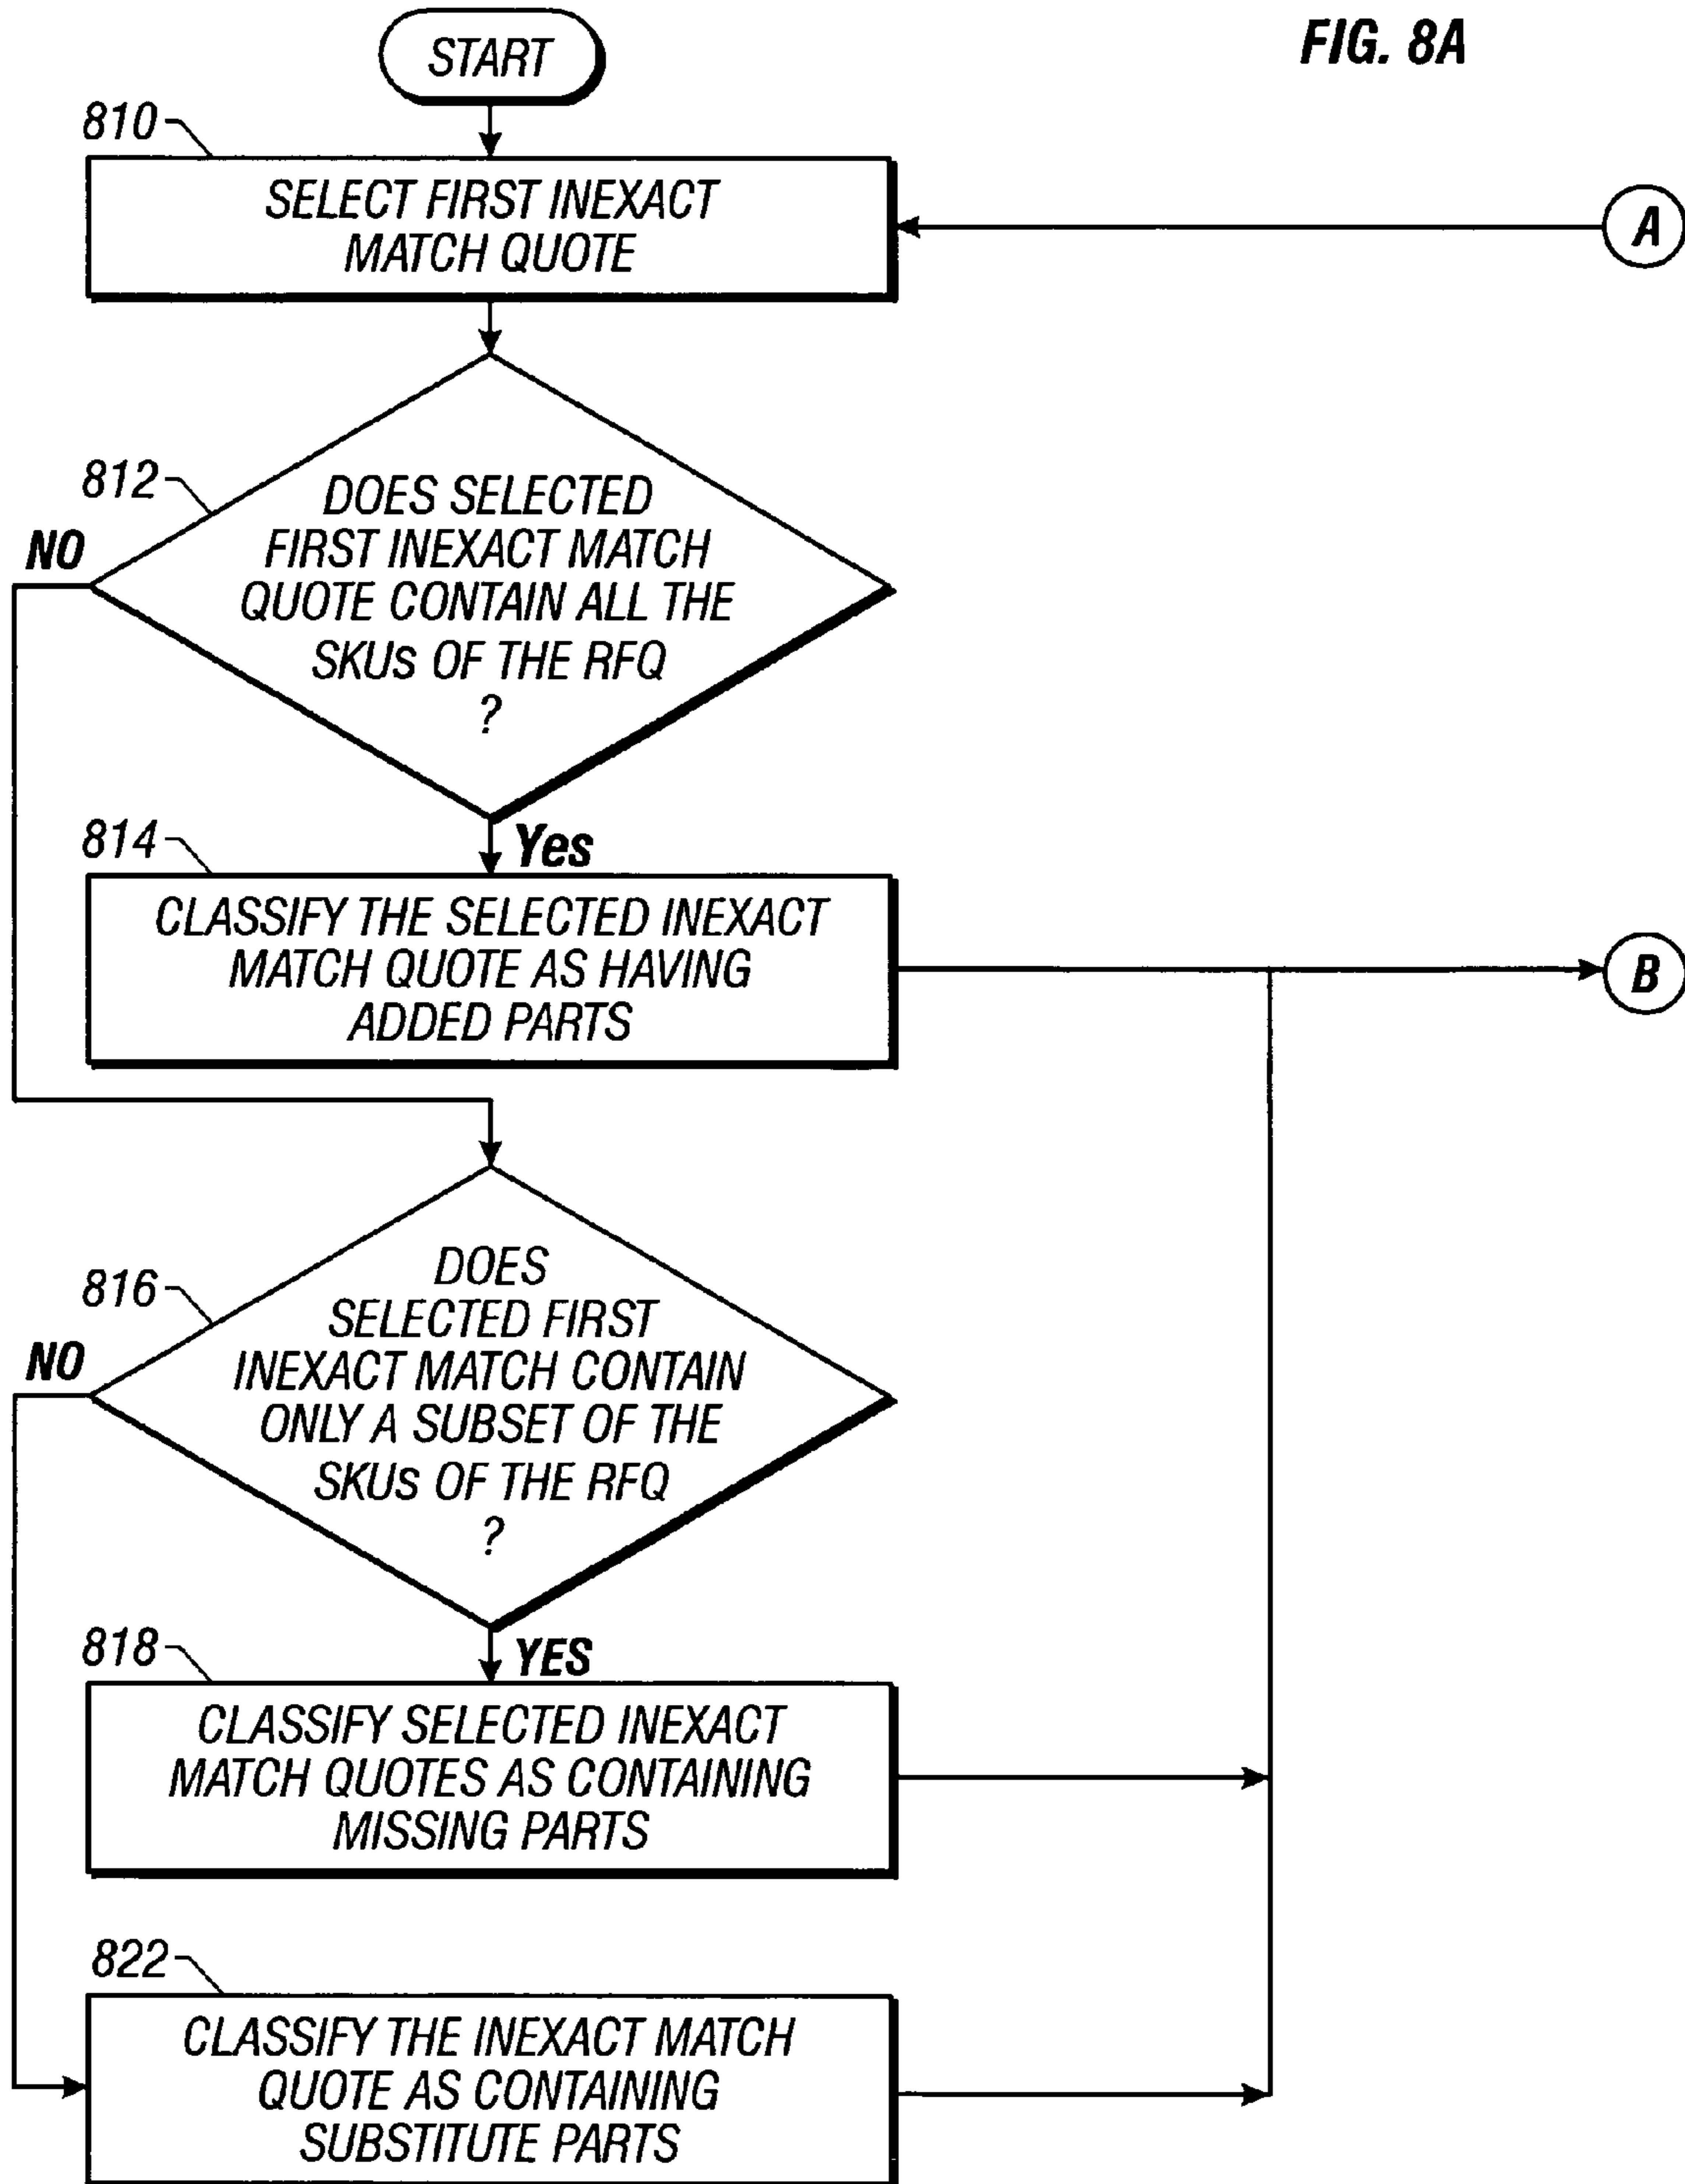 FIG. 8A
START
810
SELECT FIRST INEXACT
MATCH QUOTE
A
812
DOES SELECTED
FIRST INEXACT MATCH
QUOTE CONTAIN ALL THE
SKUs OF THE RFQ
?
NO
Yes
814
CLASSIFY THE SELECTED INEXACT
MATCH QUOTE AS HAVING
ADDED PARTS
B
816
DOES
SELECTED FIRST
INEXACT MATCH CONTAIN
ONLY A SUBSET OF THE
SKUs OF THE RFQ
?
NO
YES
818
CLASSIFY SELECTED INEXACT
MATCH QUOTES AS CONTAINING
MISSING PARTS
822
CLASSIFY THE INEXACT MATCH
QUOTE AS CONTAINING
SUBSTITUTE PARTS